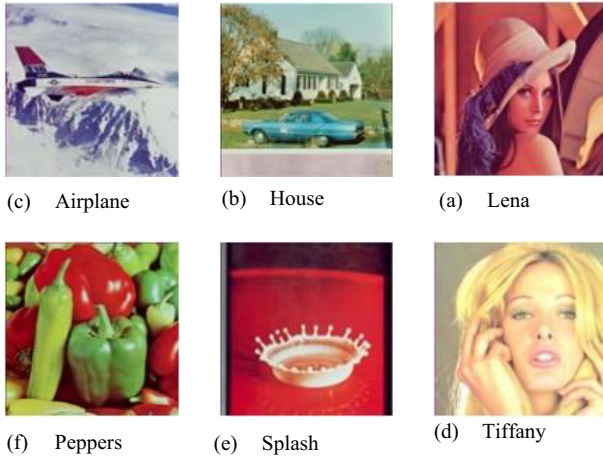 (c) Airplane
(b) House
(a) Lena
(f) Peppers
(e) Splash
(d) Tiffany